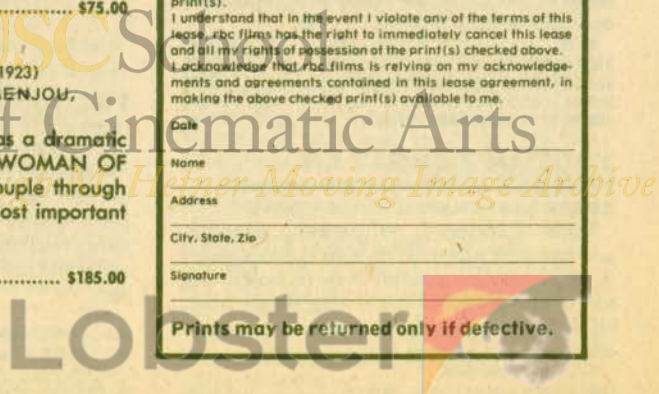 ............... $75.00
1923)
ENJOU,
as a dramatic
WOMAN OF
ouple through
ost important
............ $185.00
print(s).
I understand that in the event I violate any of the terms of this
lease, rbc films has the right to immediately cancel this lease
and all my rights of possession of the print(s) checked above.
I acknowledge that rbc films is relying on my acknowledge-
ments and agreements contained in this lease agreement, in
making the above checked print(s) available to me.
Date
Name
Address
City, State, Zip
Signature
Prints may be returned only if defective.
USC School
of Cinematic Arts
Hefner Moving Image Archive
Lobster